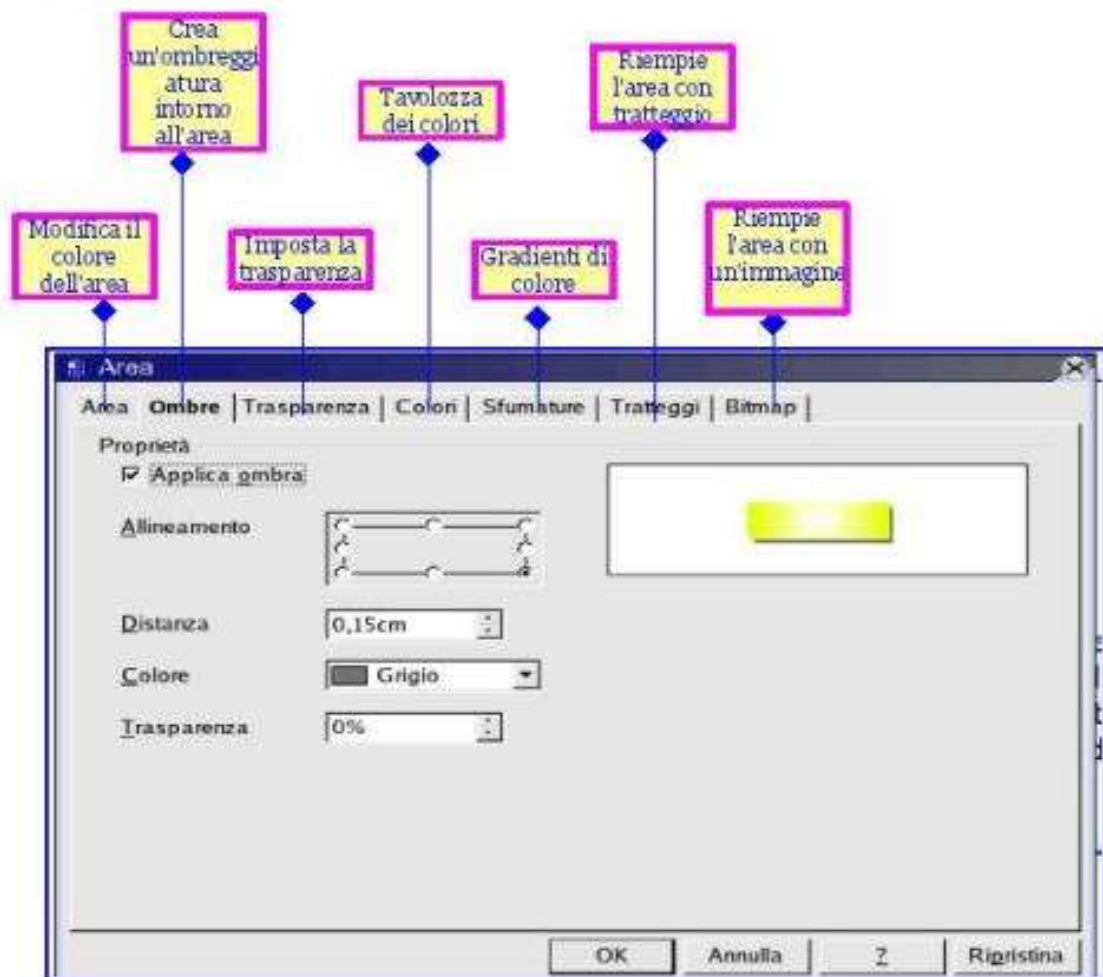 Crea
un'ombreggi
atura
intorno
all'area
Tavolozza
dei colori
Riempie
l'area con
tratteggio
Modifica il
colore
dell'area
Imposta la
trasparenza
Gradienti di
colore
Riempie
l'area con
un'immagine
Area
Area Ombre Trasparenza Colori Sfumature Tratteggi Bitmap
Proprietà
Applica ombra
Allineamento
Distanza 0,15cm
Colore Grigio
Trasparenza 0%
OK Annulla ? Ripristina